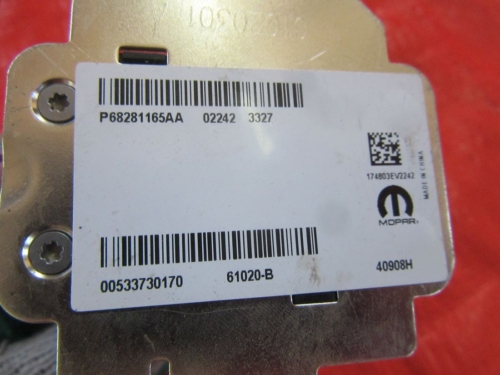 P68281165AA 02242 3327
174803EV2242
MADE IN CHINA
MOPAR
00533730170 61020-B
40908H